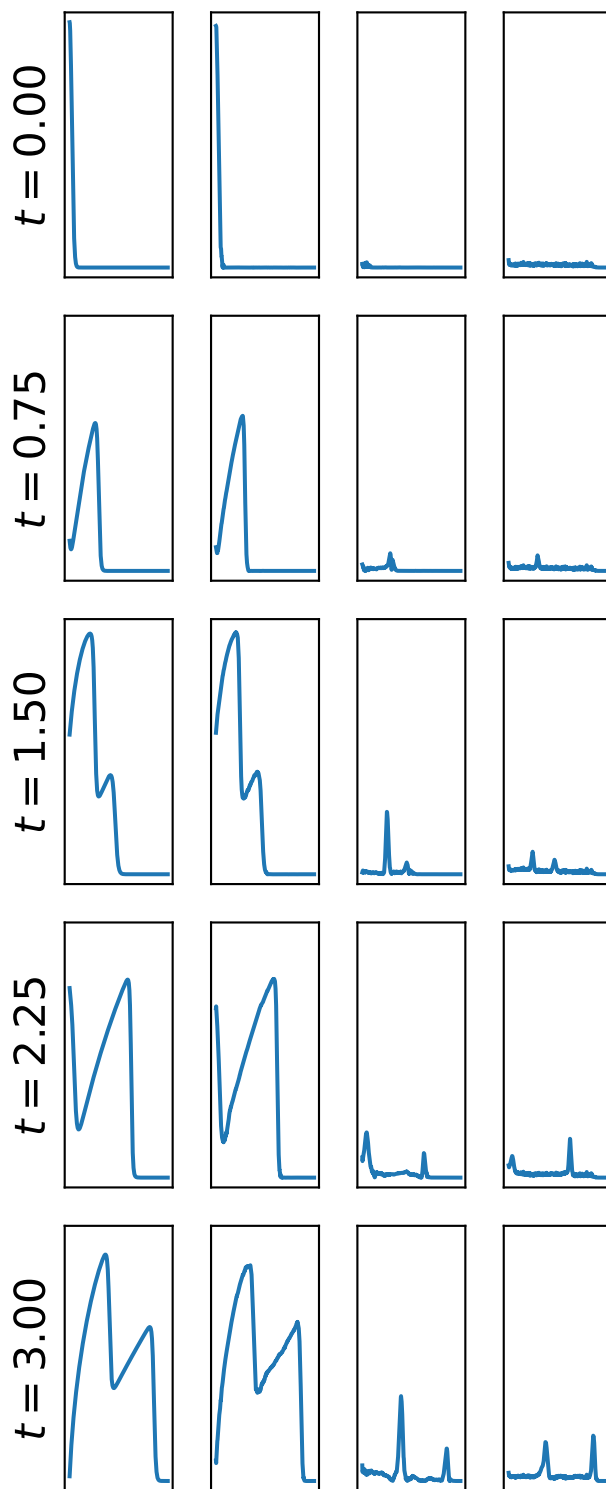 t = 0.00
t = 0.75
t = 1.50
t = 2.25
t = 3.00